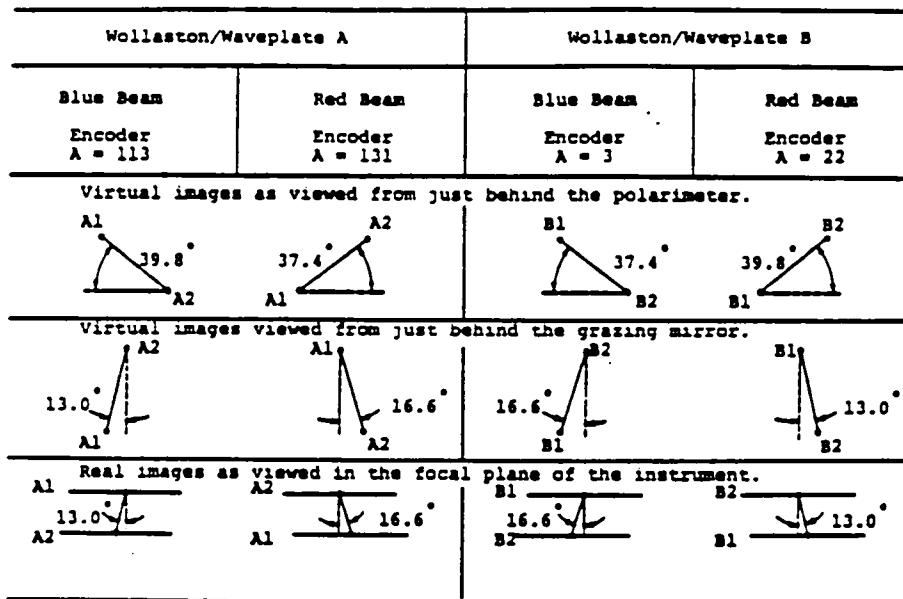 Wollaston/Waveplate A
Wollaston/Waveplate B
Blue Beam
Red Beam
Blue Beam
Red Beam
Encoder
Encoder
Encoder
Encoder
A = 113
A = 131
A = 3
A = 22
Virtual images as viewed from just behind the polarimeter.
A1
A2
B1
B2
39.8°
37.4°
37.4°
39.8°
A2
A1
B2
B1
Virtual images viewed from just behind the grazing mirror.
A2
A1
B2
B1
13.0°
16.6°
16.6°
13.0°
A1
A2
B1
B2
Real images as viewed in the focal plane of the instrument.
A1
A2
B1
B2
13.0°
16.6°
16.6°
13.0°
A2
A1
B2
B1